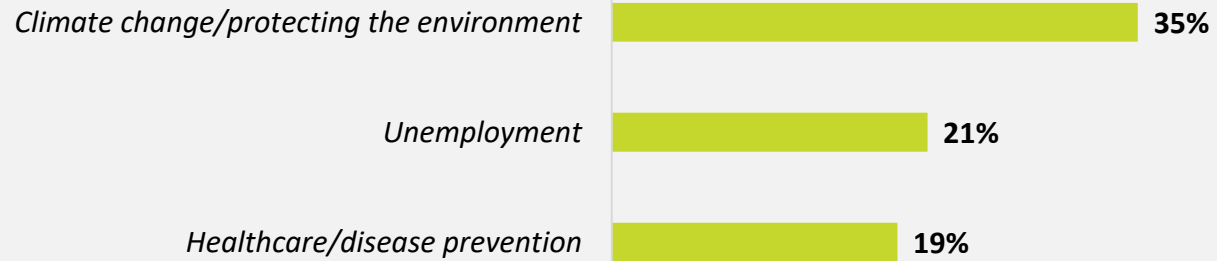 Climate change/protecting the environment 35%
Unemployment 21%
Healthcare/disease prevention 19%